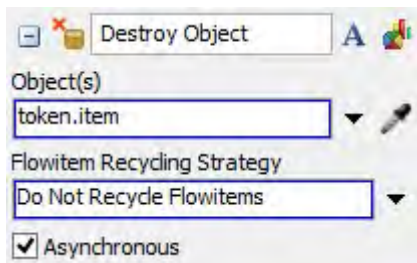 Destroy Object A
Object(s)
token.item
Flowitem Recycling Strategy
Do Not Recycle Flowitems
Asynchronous